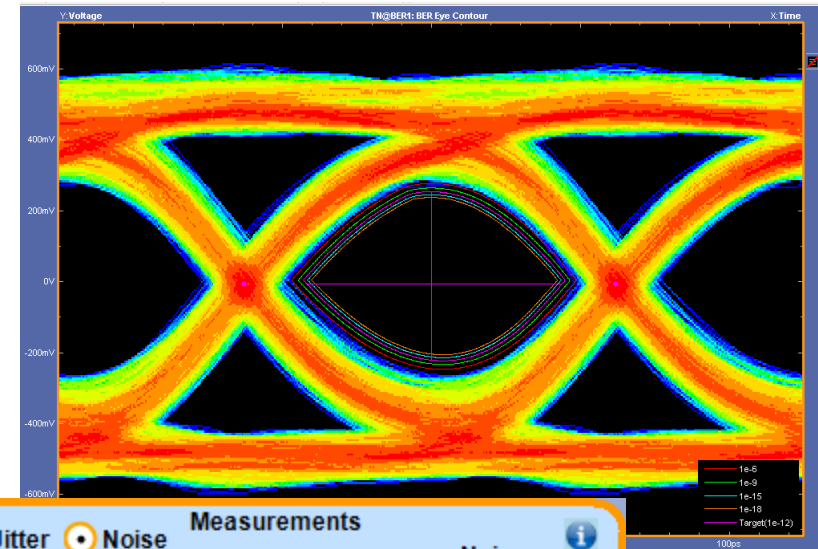 Y:Voltage TN@BER1: BER Eye Contour X:Time
600mV
400mV
200mV
0V
-200mV
-400mV
-600mV
1e-6
1e-9
1e-15
1e-18
Target(1e-12)
100ps
Measurements
Jitter Noise